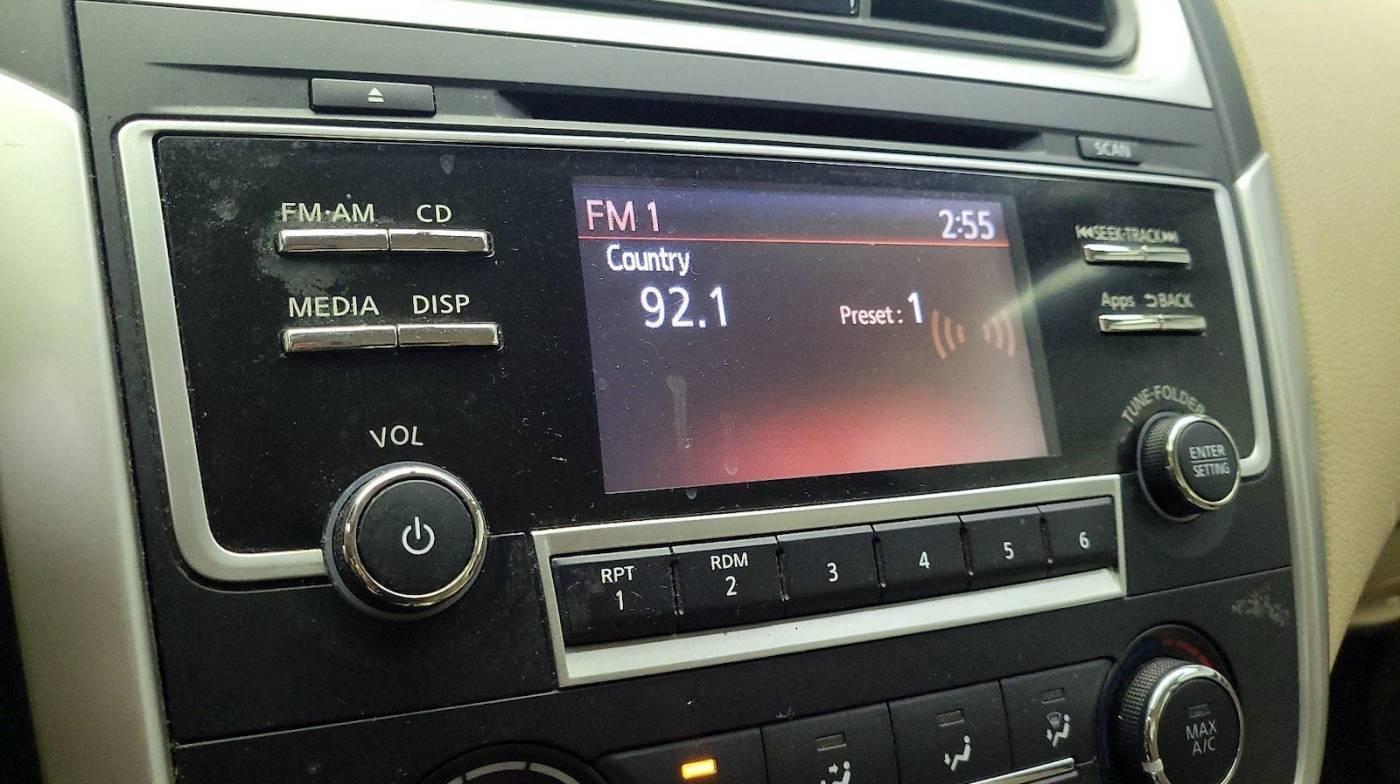 SCAN
FM·AM CD
FM 1 2:55
SEEK·TRACK
Country
92.1
Preset : 1
MEDIA DISP
Apps BACK
TUNE·FOLDER
VOL
ENTER
SETTING
RPT
1
RDM
2
3
4
5
6
MAX
A/C